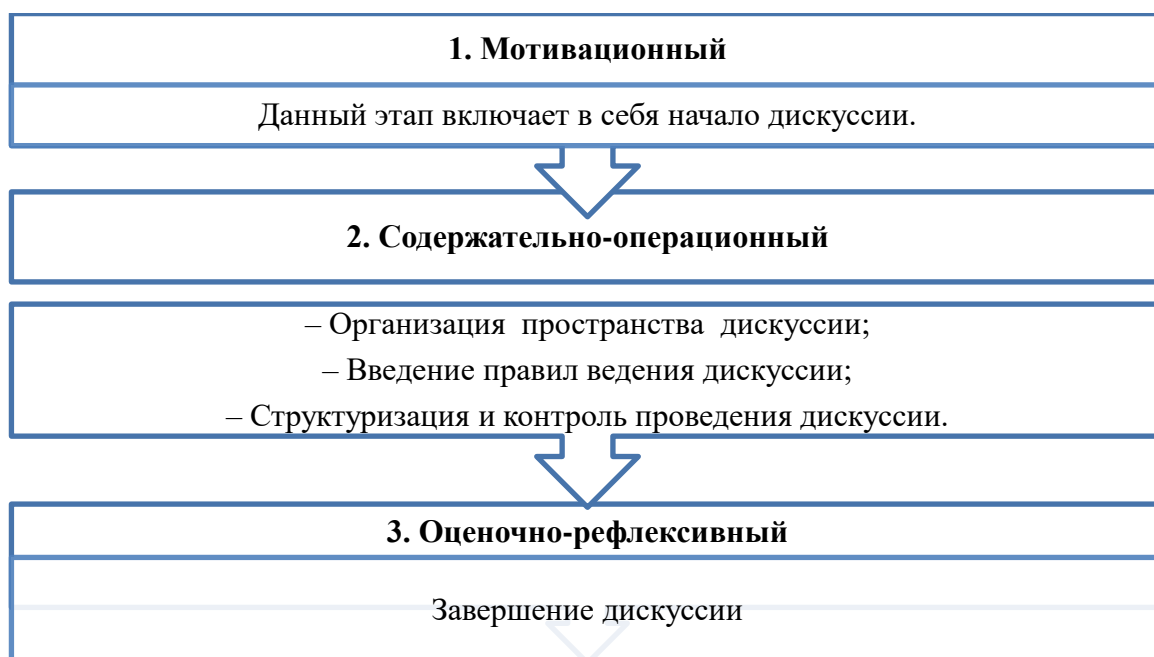 1. Мотивационный
Данный этап включает в себя начало дискуссии.
2. Содержательно-операционный
– Организация пространства дискуссии;
– Введение правил ведения дискуссии;
– Структуризация и контроль проведения дискуссии.
3. Оценочно-рефлексивный
Завершение дискуссии